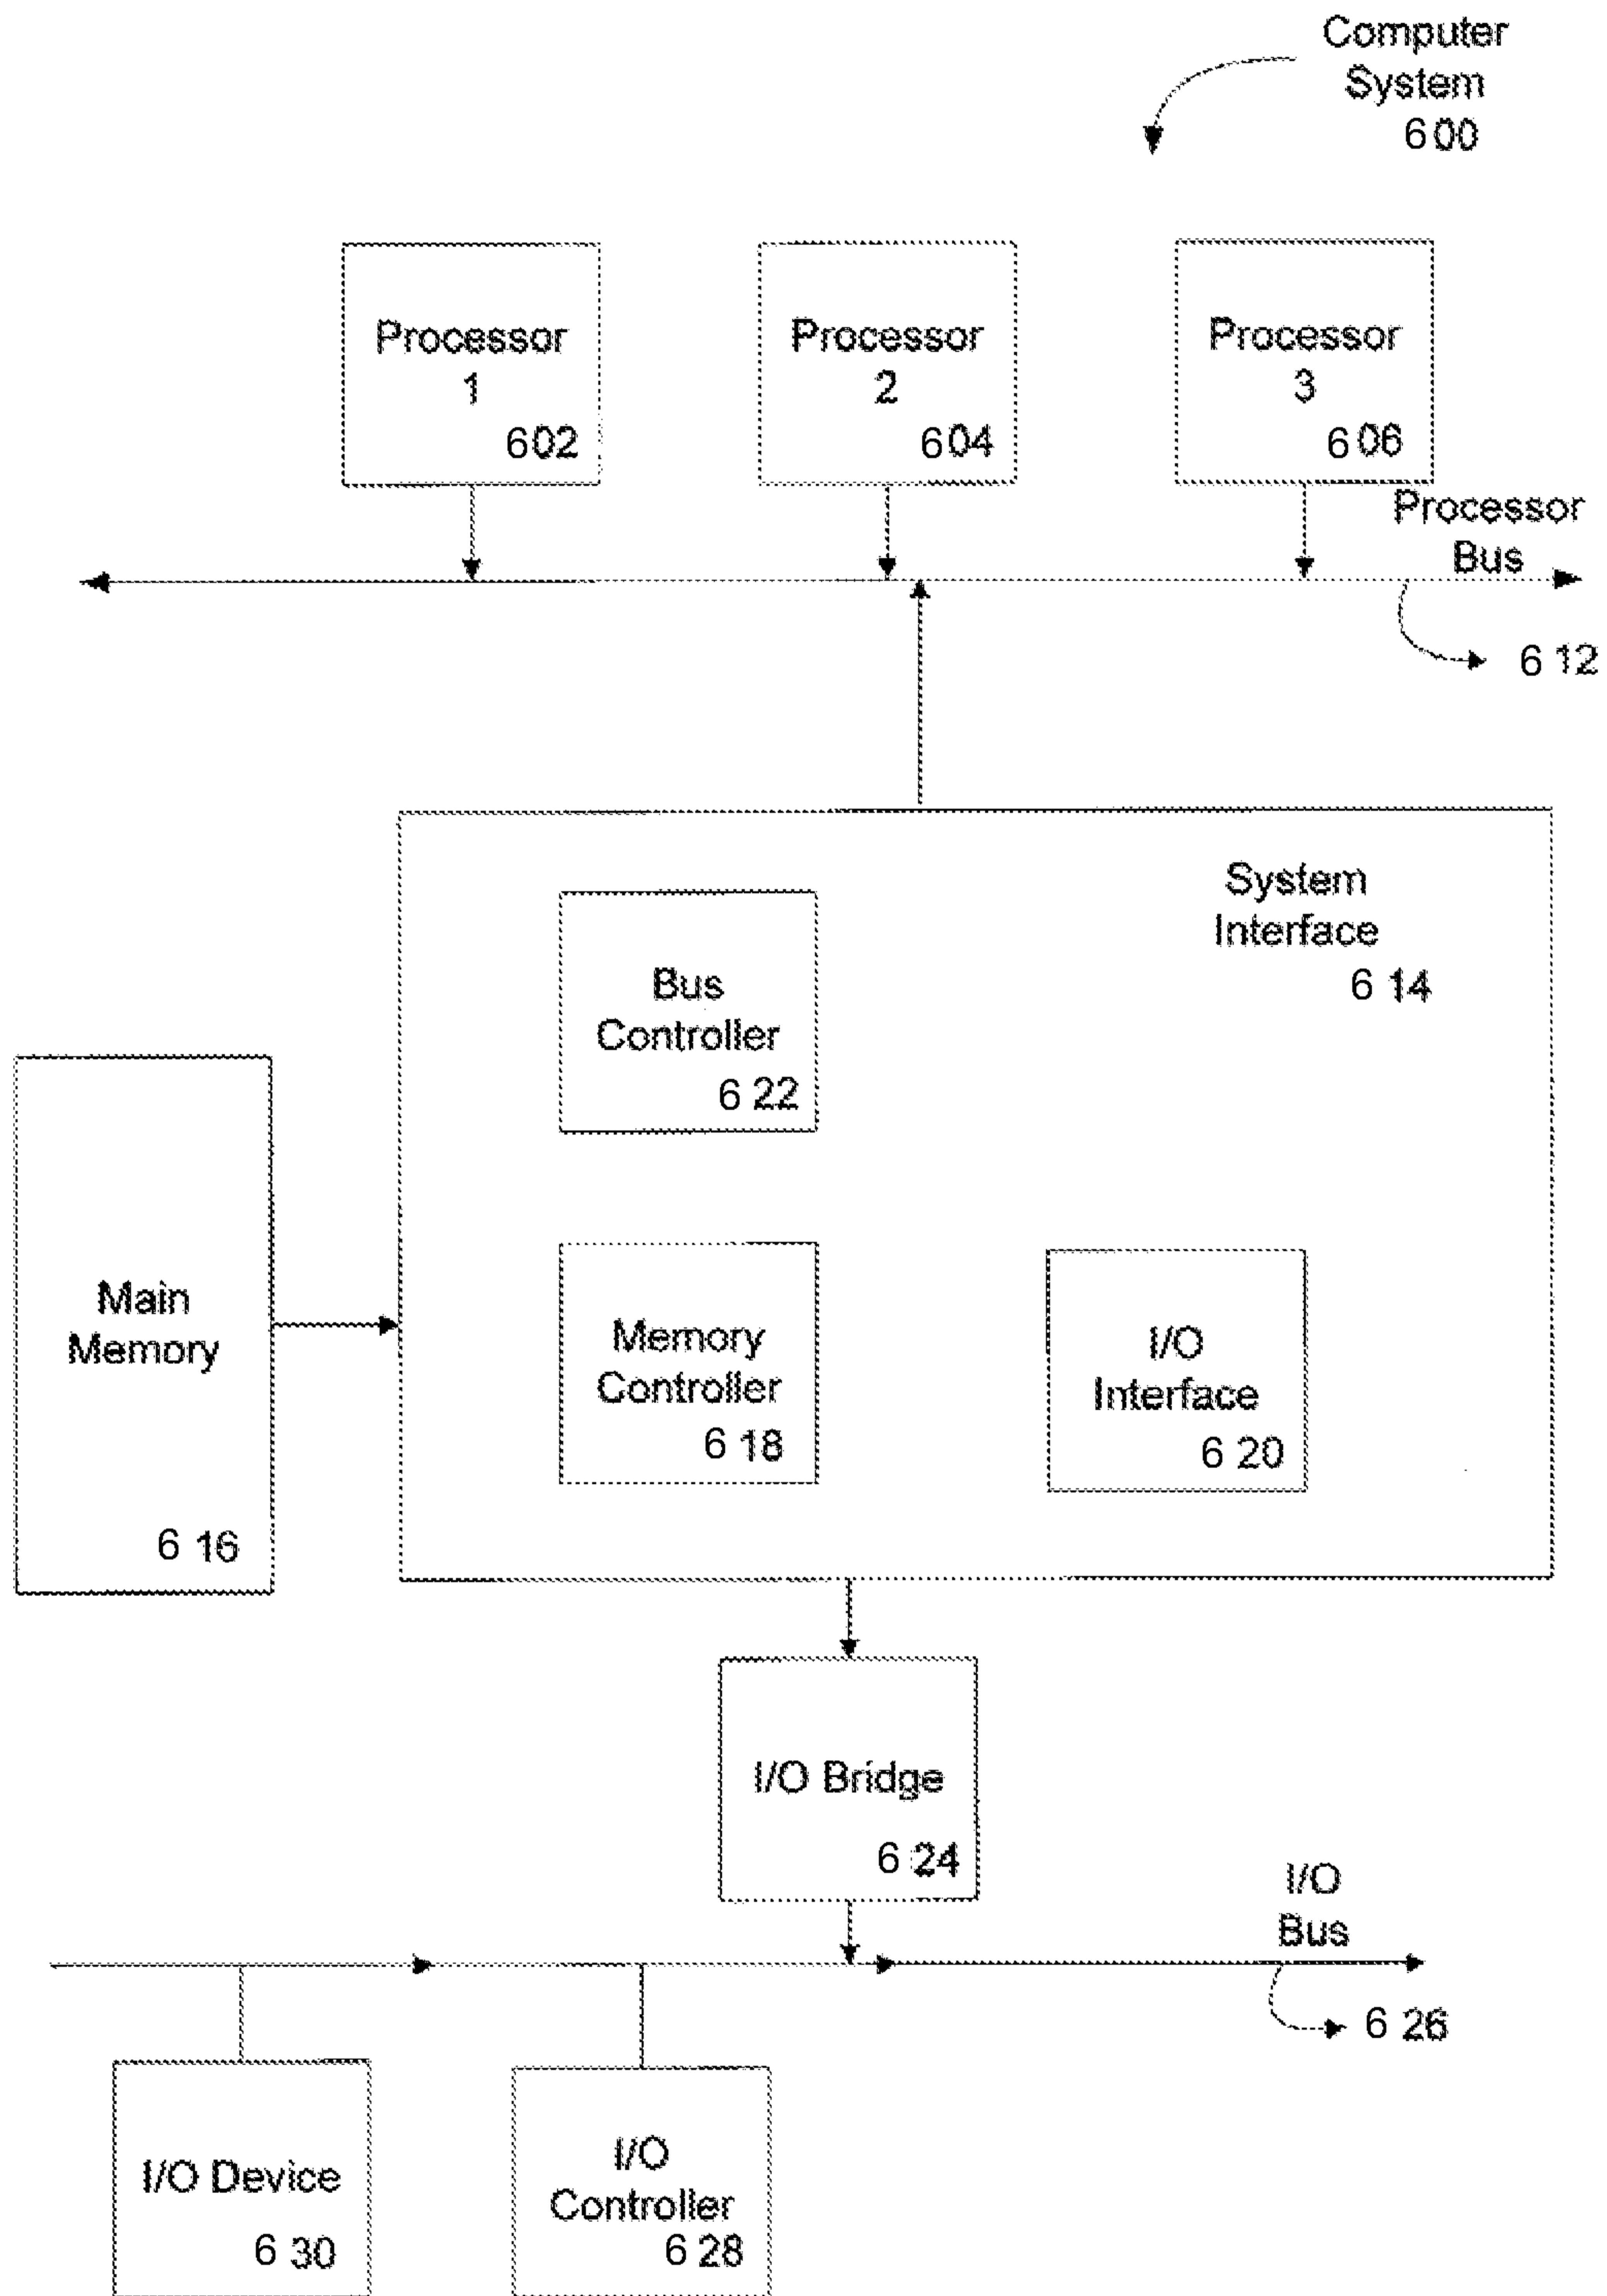 Computer
System
600
Processor
1
602
Processor
2
604
Processor
3
606
Processor
Bus
612
System
Interface
614
Bus
Controller
622
Main
Memory
616
Memory
Controller
618
I/O
Interface
620
I/O Bridge
624
I/O
Bus
626
I/O Device
630
I/O
Controller
628